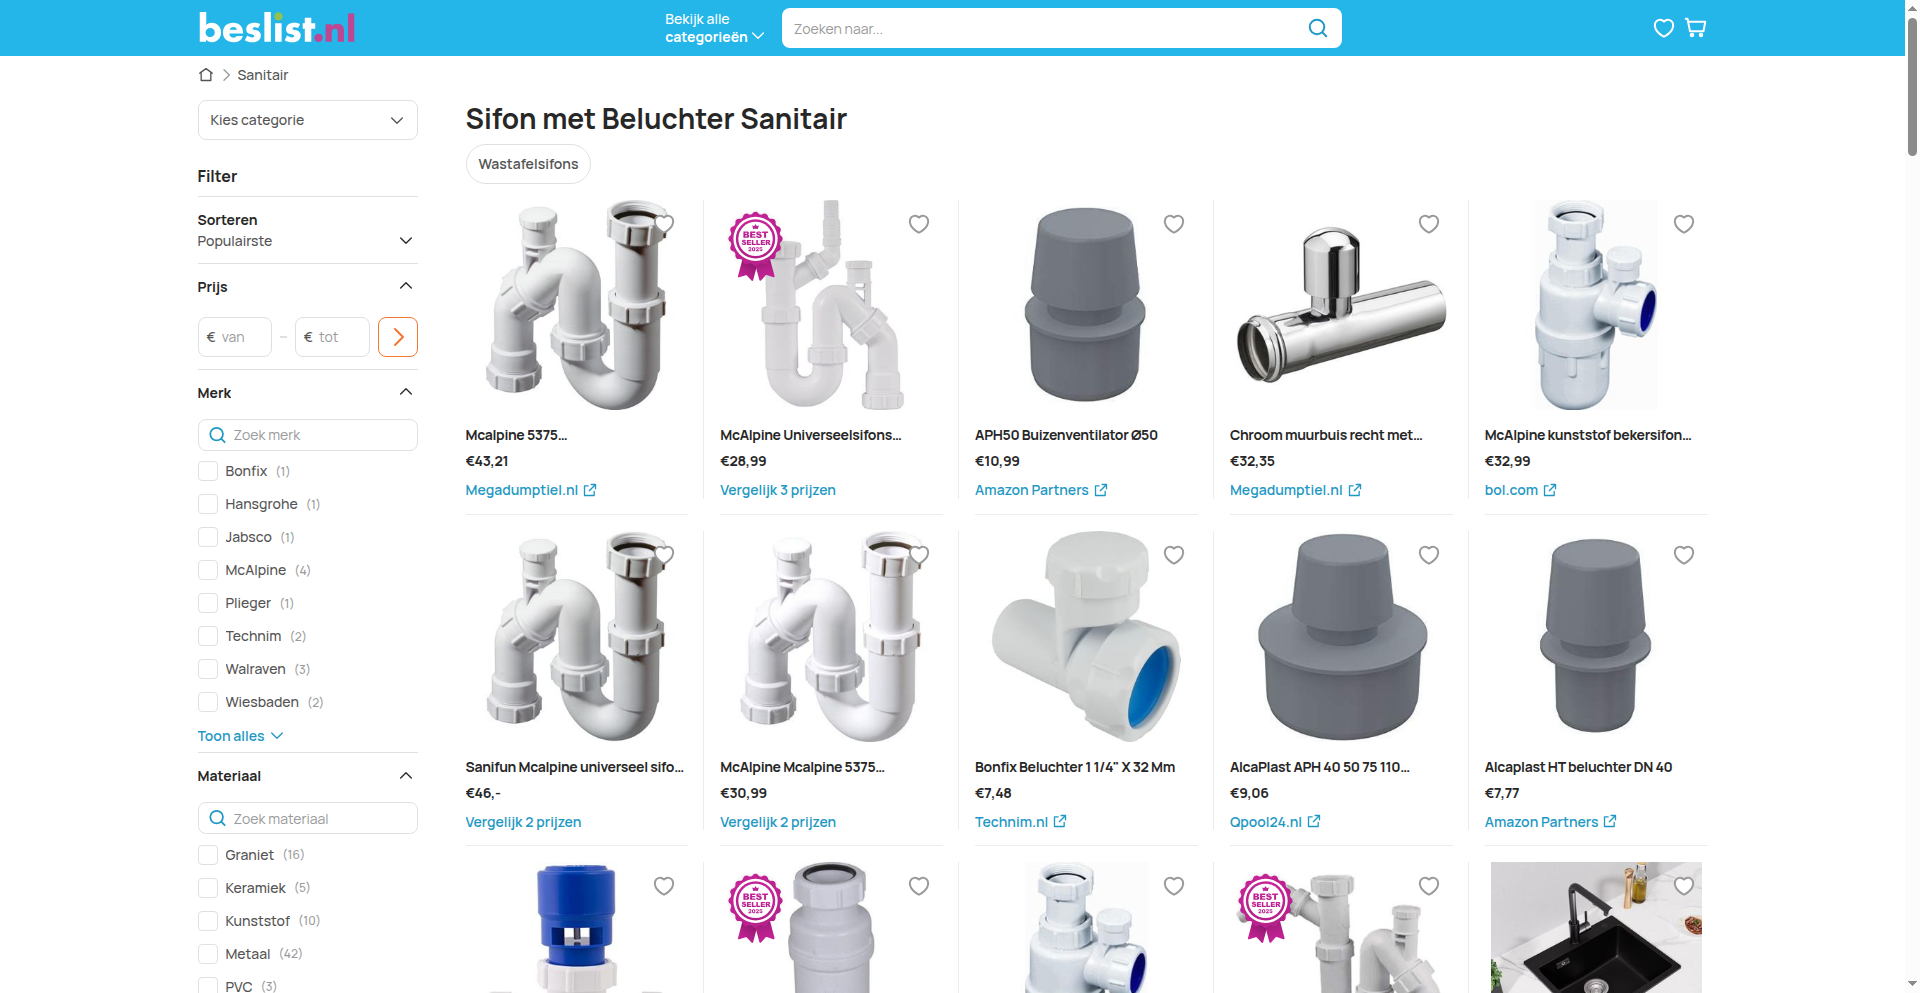 beslist.nl
Bekijk alle
categorieën
Zoeken naar...
Sanitair
Kies categorie
Filter
Sorteren
Populairste
Prijs
€ van
–
€ tot
Merk
Zoek merk
Bonfix (1)
Hansgrohe (1)
Jabsco (1)
McAlpine (4)
Plieger (1)
Technim (2)
Walraven (3)
Wiesbaden (2)
Toon alles
Materiaal
Zoek materiaal
Graniet (16)
Keramiek (5)
Kunststof (10)
Metaal (42)
PVC (3)
Sifon met Beluchter Sanitair
Wastafelsifons
Mcalpine 5375...
€43,21
Megadumptiel.nl
BEST
SELLER
2025
McAlpine Universeelsifons...
€28,99
Vergelijk 3 prijzen
APH50 Buizenventilator Ø50
€10,99
Amazon Partners
Chroom muurbuis recht met...
€32,35
Megadumptiel.nl
McAlpine kunststof bekersifon...
€32,99
bol.com
Sanifun Mcalpine universeel sifo...
€46,-
Vergelijk 2 prijzen
McAlpine Mcalpine 5375...
€30,99
Vergelijk 2 prijzen
Bonfix Beluchter 1 1/4" X 32 Mm
€7,48
Technim.nl
AlcaPlast APH 40 50 75 110...
€9,06
Qpool24.nl
Alcaplast HT beluchter DN 40
€7,77
Amazon Partners
BEST
SELLER
2025
BEST
SELLER
2025